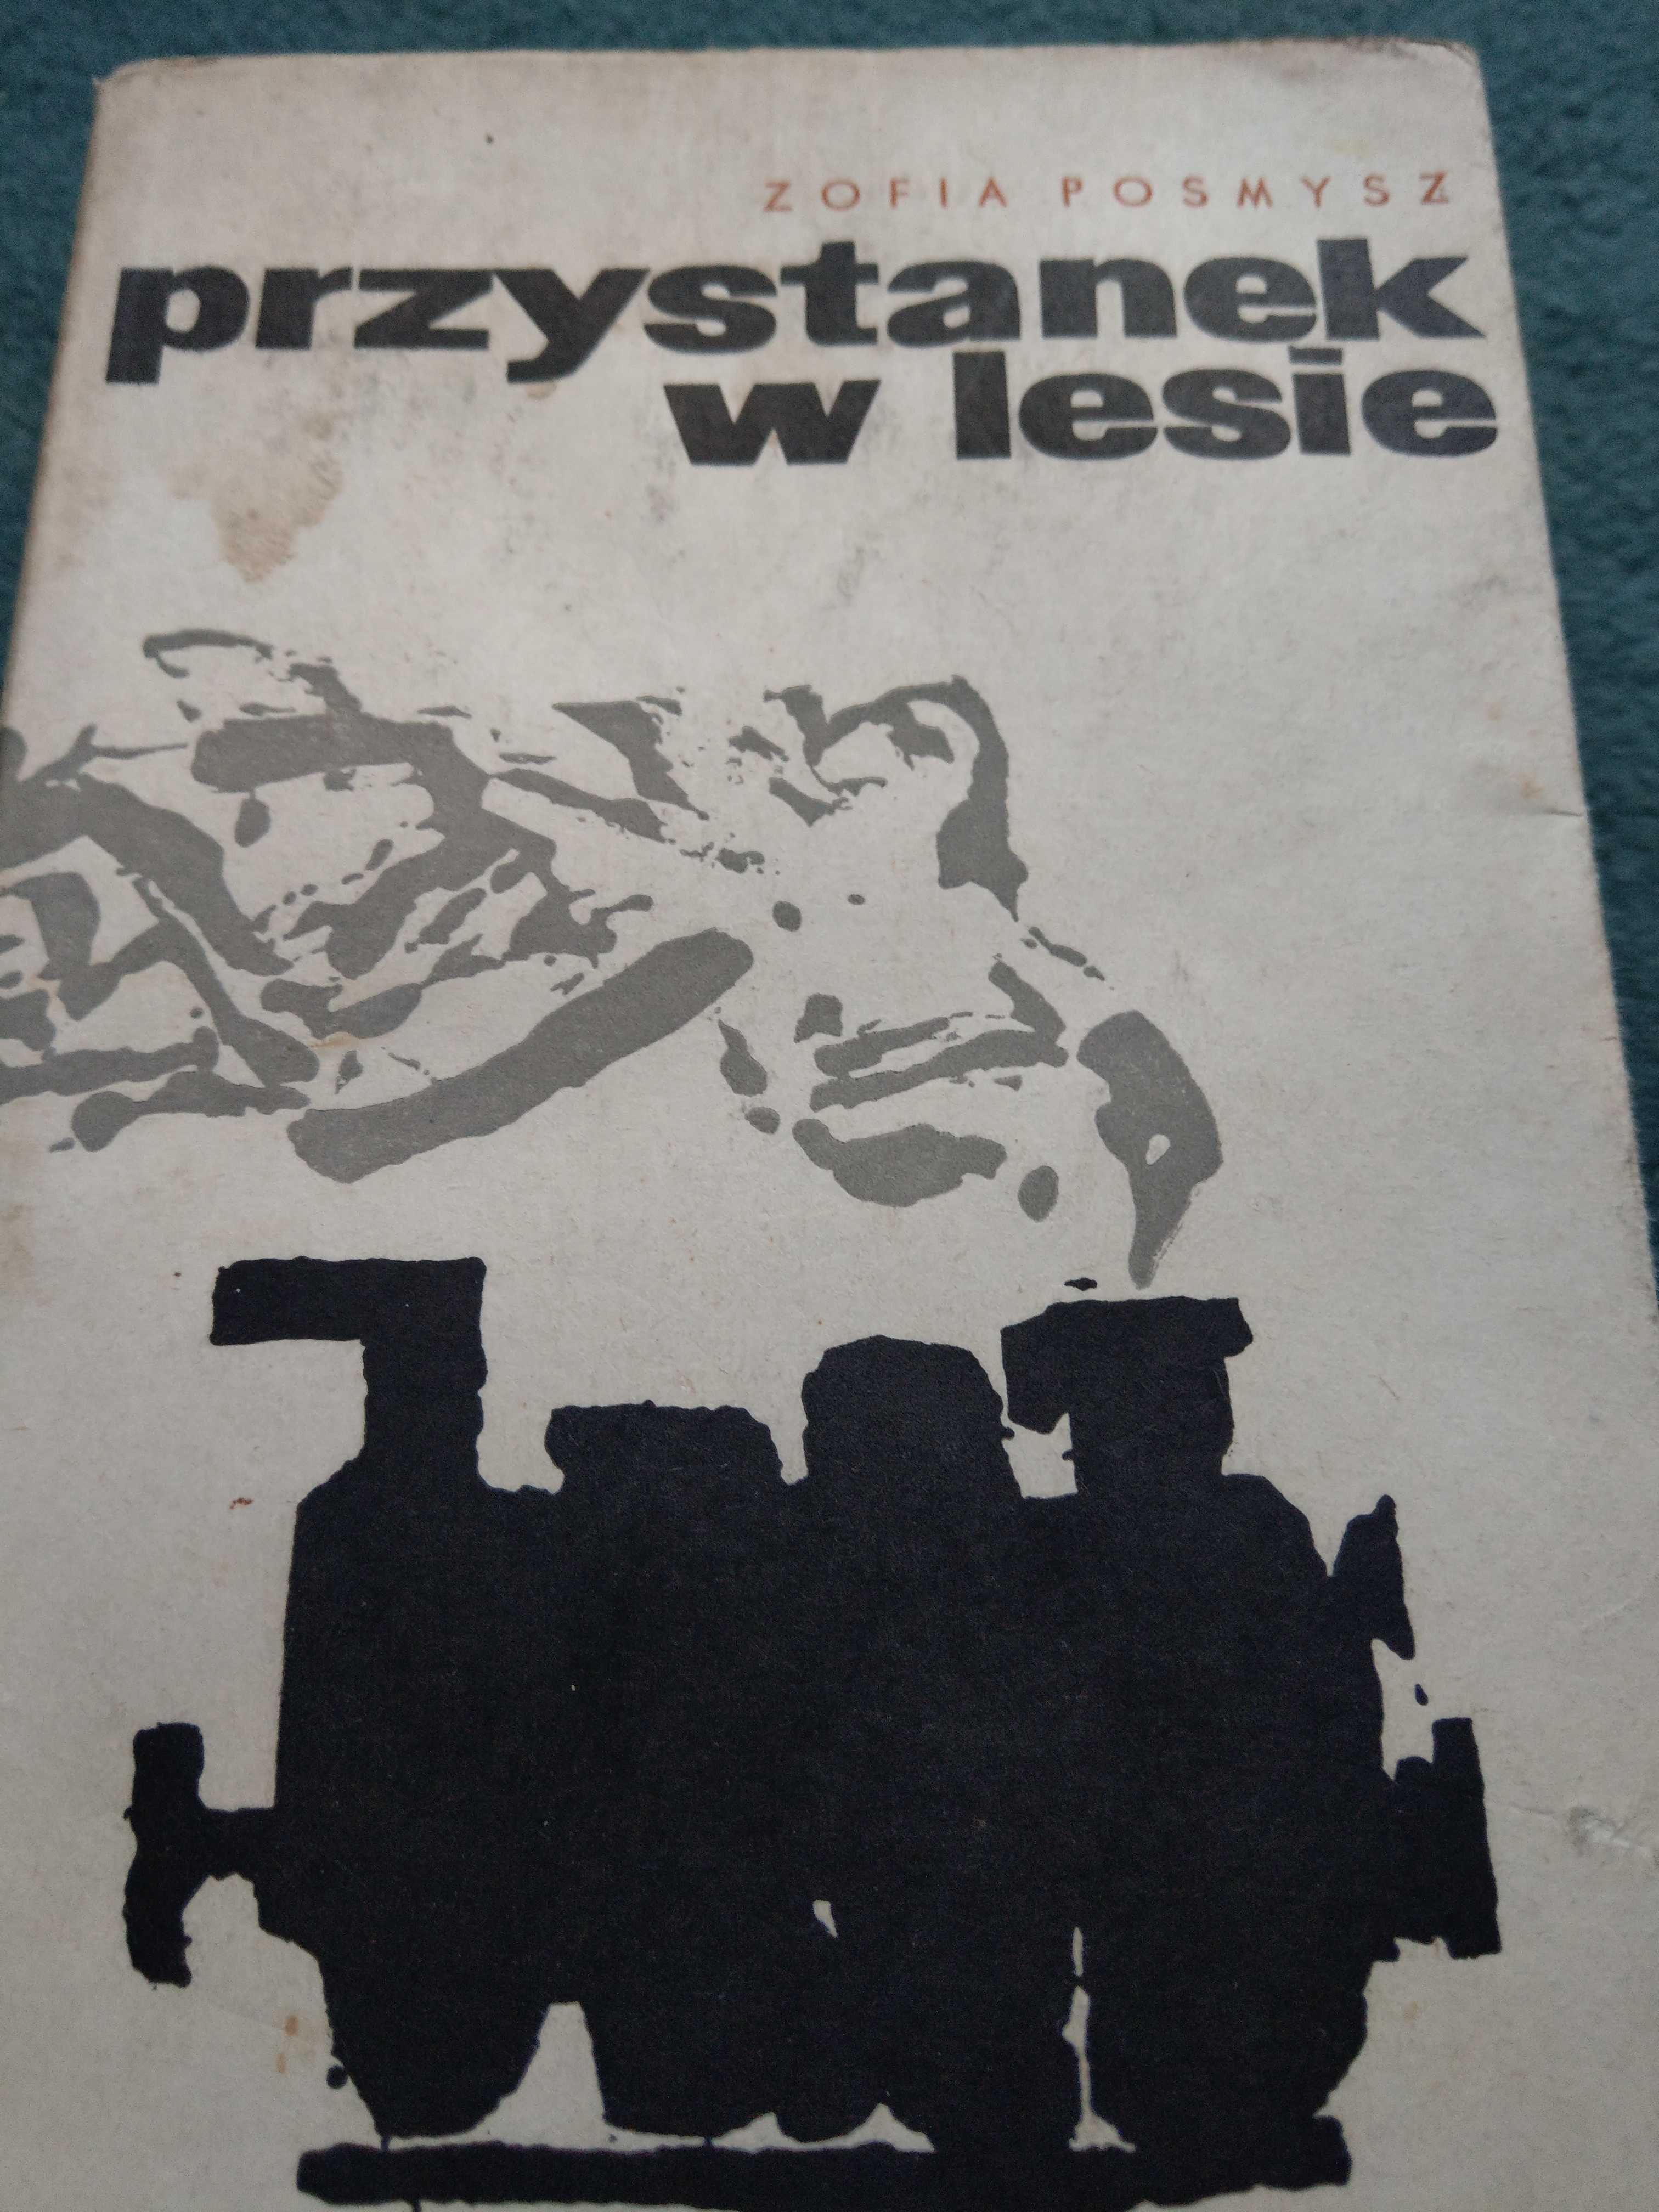 ZOFIA POSMYSZ
przystanek
w lesie